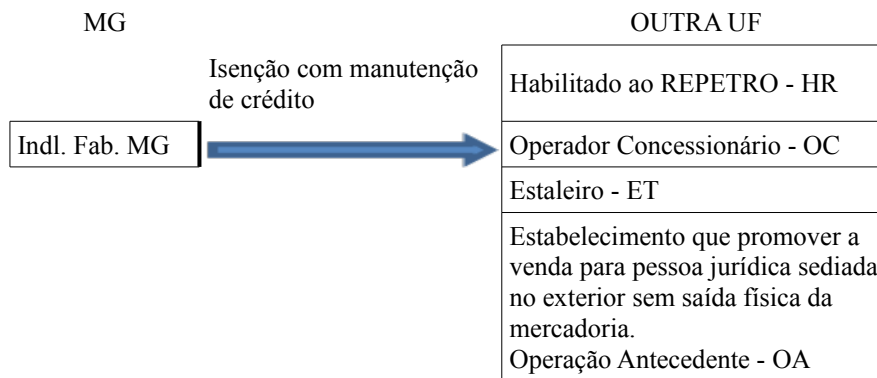 MG
OUTRA UF
Isenção com manutenção
de crédito
Indl. Fab. MG
Habilitado ao REPETRO - HR
Operador Concessionário - OC
Estaleiro - ET
Estabelecimento que promover a
venda para pessoa jurídica sediada
no exterior sem saída física da
mercadoria.
Operação Antecedente - OA